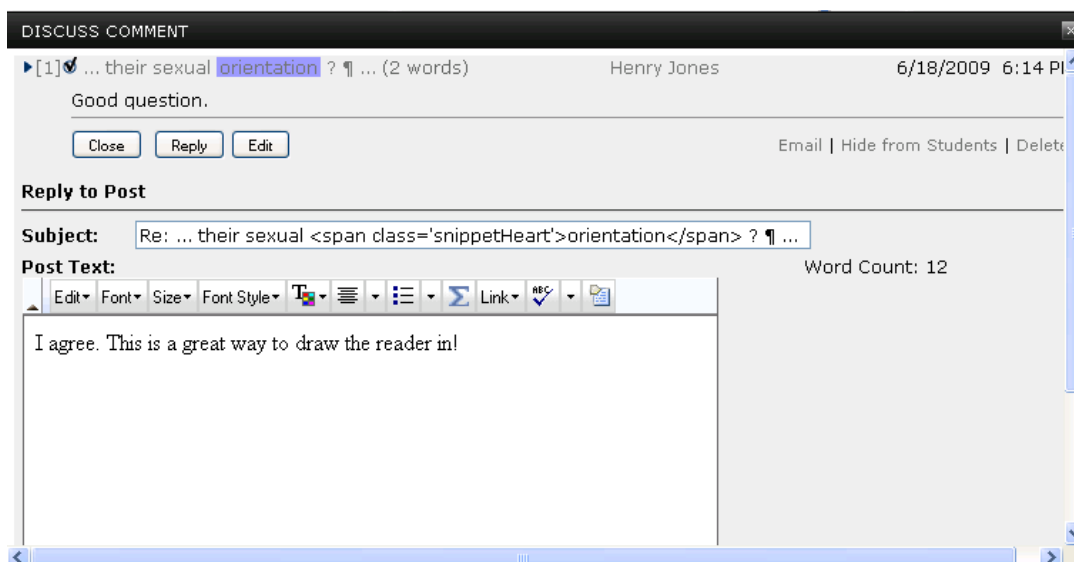 DISCUSS COMMENT
[1] ... their sexual orientation ? ¶ ... (2 words) Henry Jones 6/18/2009 6:14 P
Good question.
Close Reply Edit Email | Hide from Students | Delete
Reply to Post
Subject: Re: ... their sexual <span class='snippetHeart'>orientation</span> ? ¶ ...
Post Text: Word Count: 12
Edit Font Size Font Style T Σ Link ABC
I agree. This is a great way to draw the reader in!